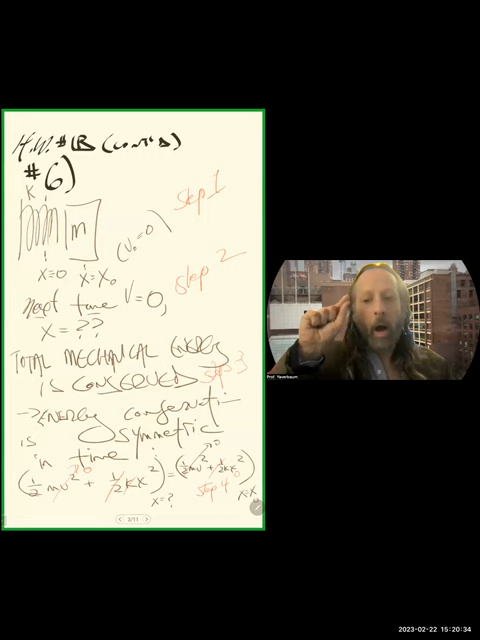 H.W. #1B (CONT'D)
#6)
K
m
(v₀=0)
Step 1
x=0 x=x₀
Step 2
next time V=0,
x = ??
TOTAL MECHANICAL ENERGY
IS CONSERVED
Step 3
→ENERGY conservation
is symmetric
in time:
(½mv² + ½kx²) = (½mv² + ½kx²)
Step 4
x=?
Prof. Yaverbaum
2/11
2023-02-22 15:20:34